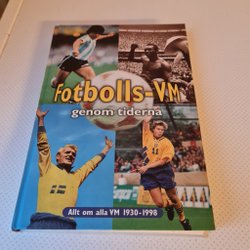 Fotbolls-VM
genom tiderna
Allt om alla VM 1930-1998